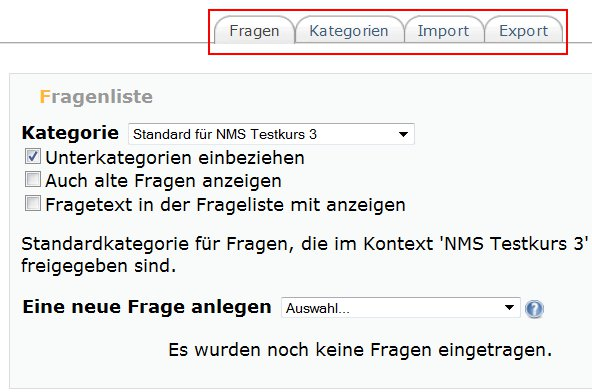 Fragen Kategorien Import Export
Fragenliste
Kategorie Standard für NMS Testkurs 3
Unterkategorien einbeziehen
Auch alte Fragen anzeigen
Fragetext in der Frageliste mit anzeigen
Standardkategorie für Fragen, die im Kontext 'NMS Testkurs 3'
freigegeben sind.
Eine neue Frage anlegen Auswahl... ?
Es wurden noch keine Fragen eingetragen.